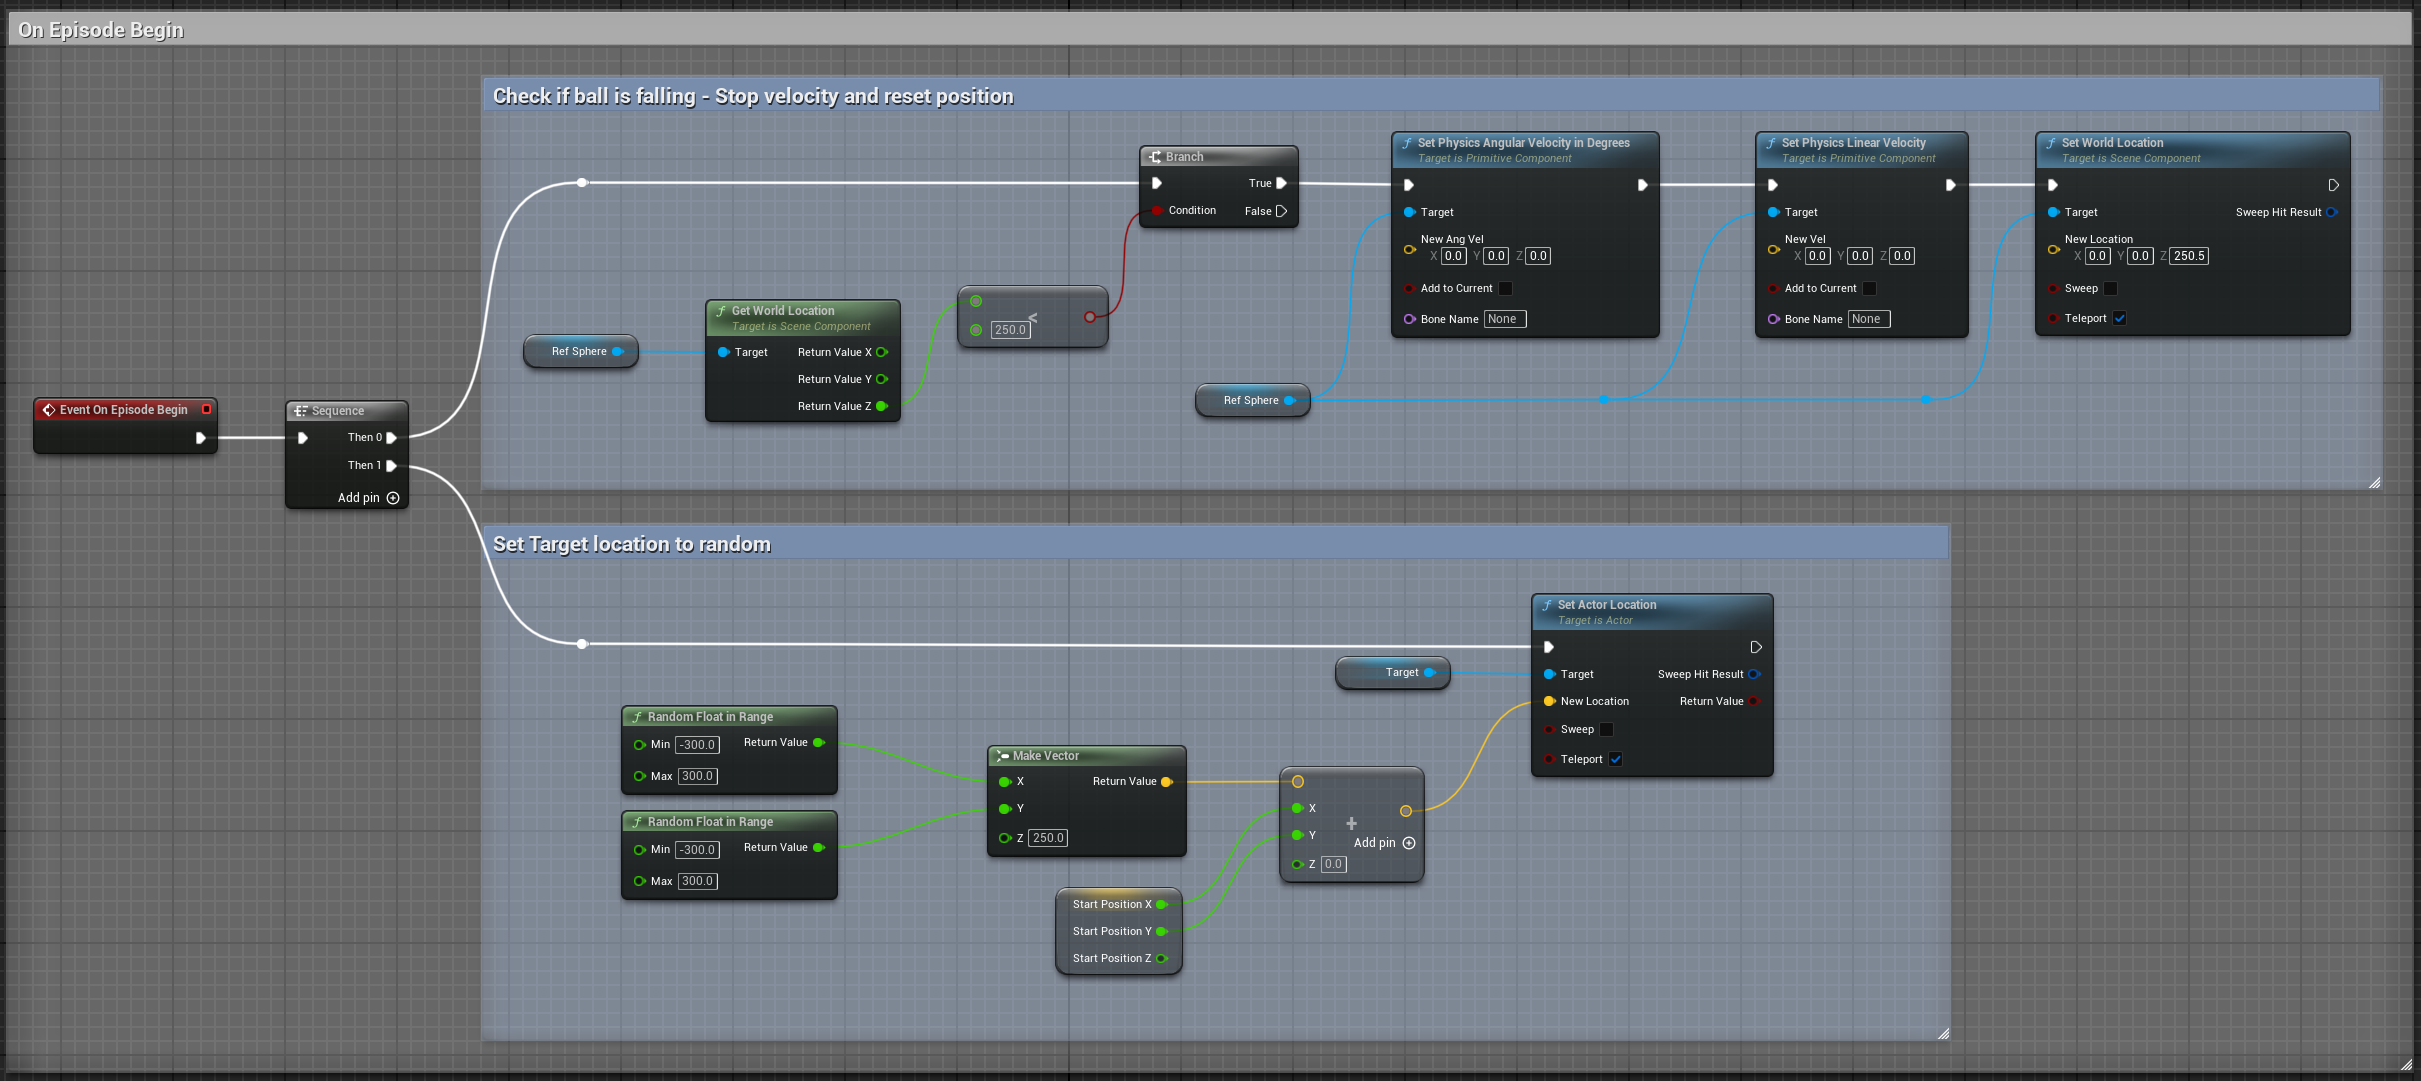 On Episode Begin
Check if ball is falling - Stop velocity and reset position
Branch
True
Condition
False
Set Physics Angular Velocity in Degrees
Target is Primitive Component
Target
New Ang Vel
X 0.0 Y 0.0 Z 0.0
Add to Current
Bone Name None
Set Physics Linear Velocity
Target is Primitive Component
Target
New Vel
X 0.0 Y 0.0 Z 0.0
Add to Current
Bone Name None
Set World Location
Target is Scene Component
Target
Sweep Hit Result
New Location
X 0.0 Y 0.0 Z 250.5
Sweep
Teleport
Ref Sphere
Get World Location
Target is Scene Component
Target
Return Value X
Return Value Y
Return Value Z
<
250.0
Ref Sphere
Event On Episode Begin
Sequence
Then 0
Then 1
Add pin
Set Target location to random
Set Actor Location
Target is Actor
Target
Sweep Hit Result
New Location
Return Value
Sweep
Teleport
Target
Random Float in Range
Min -300.0
Return Value
Max 300.0
Random Float in Range
Min -300.0
Return Value
Max 300.0
Make Vector
X
Return Value
Y
Z 250.0
X
Y
+
Add pin
Z 0.0
Start Position X
Start Position Y
Start Position Z